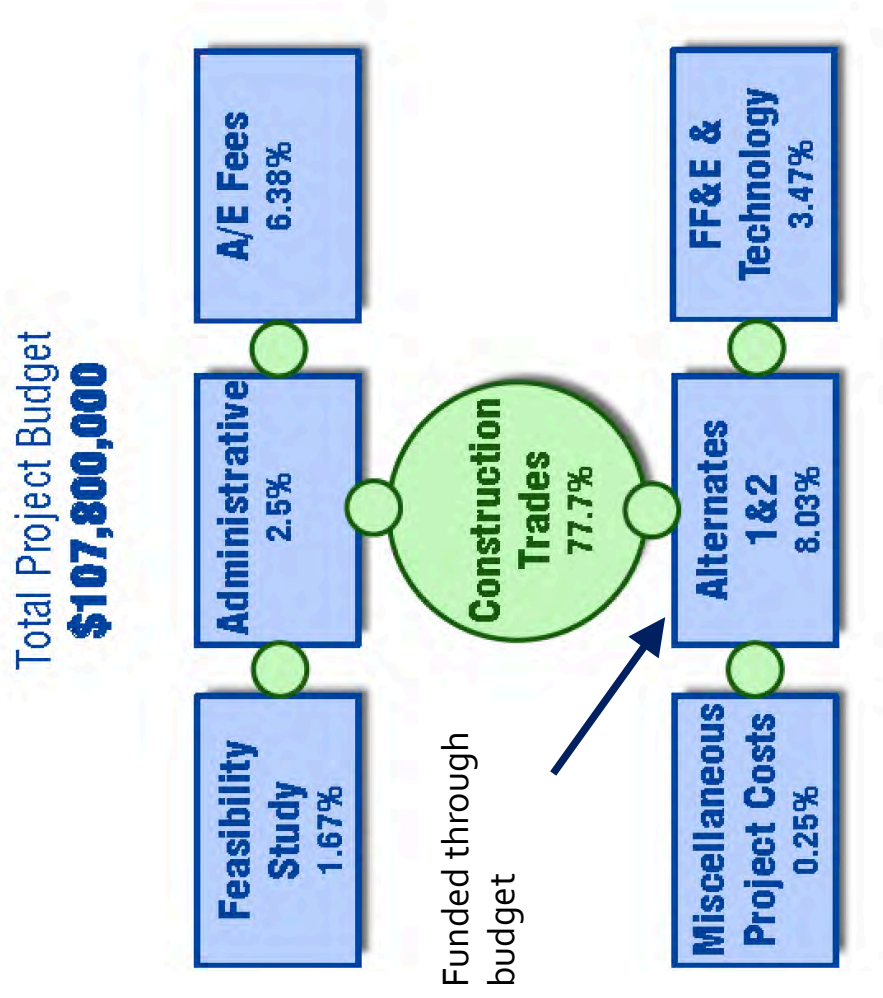 Total Project Budget
$107,800,000
Feasibility
Study
1.67%
Administrative
2.5%
A/E Fees
6.38%
Funded through
budget
Construction
Trades
77.7%
Miscellaneous
Project Costs
0.25%
Alternates
1&2
8.03%
FF&E &
Technology
3.47%